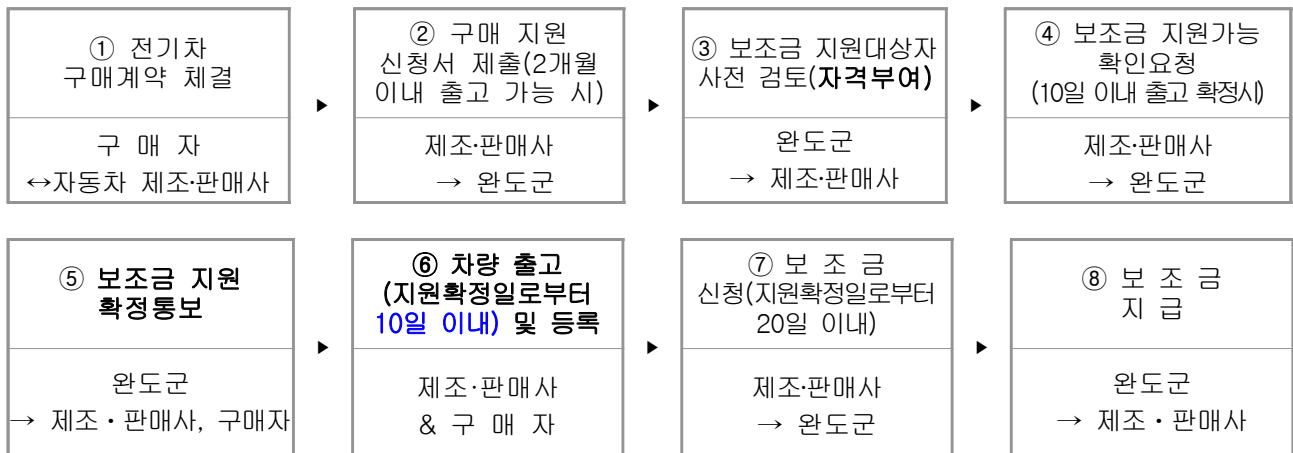 ① 전기차
구매계약 체결
구 매 자
↔자동차 제조·판매사
▶
② 구매 지원
신청서 제출(2개월
이내 출고 가능 시)
제조·판매사
→ 완도군
▶
③ 보조금 지원대상자
사전 검토(자격부여)
완도군
→ 제조·판매사
▶
④ 보조금 지원가능
확인요청
(10일 이내 출고 확정시)
제조·판매사
→ 완도군
⑤ 보조금 지원
확정통보
완도군
→ 제조·판매사, 구매자
▶
⑥ 차량 출고
(지원확정일로부터
10일 이내) 및 등록
제조·판매사
& 구 매 자
▶
⑦ 보 조 금
신청(지원확정일로부터
20일 이내)
제조·판매사
→ 완도군
▶
⑧ 보 조 금
지 급
완도군
→ 제조·판매사